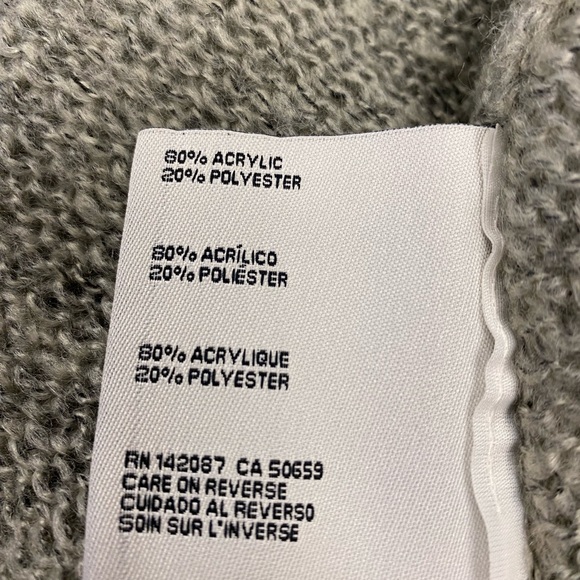 80% ACRYLIC
20% POLYESTER
80% ACRÍLICO
20% POLIÉSTER
80% ACRYLIQUE
20% POLYESTER
RN 142087 CA 50659
CARE ON REVERSE
CUIDADO AL REVERSO
SOIN SUR L'INVERSE